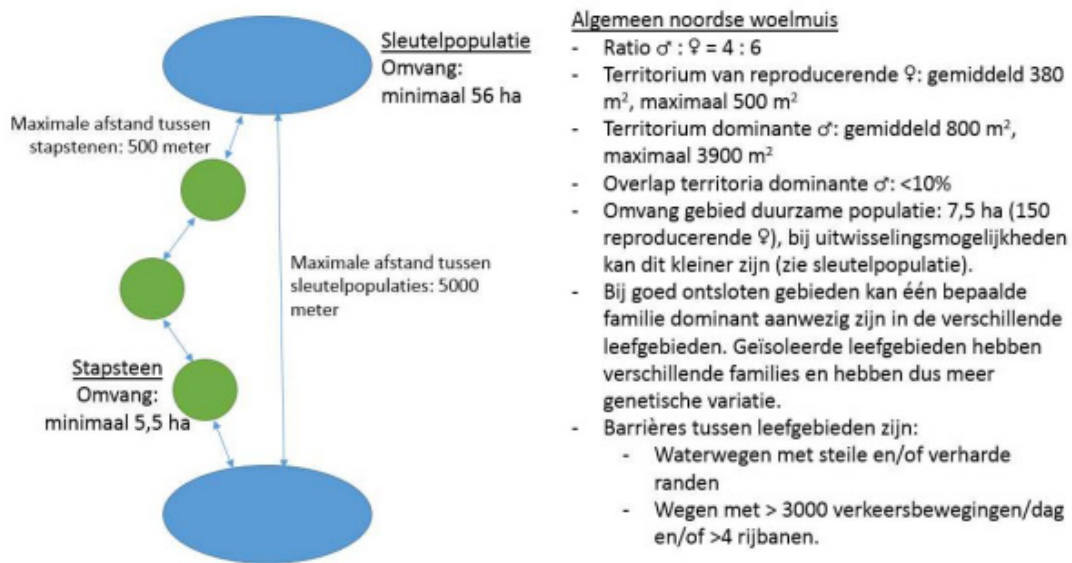 Sleutelpopulatie
Omvang:
minimaal 56 ha
Maximale afstand tussen
stapstenen: 500 meter
Maximale afstand tussen
sleutelpopulaties: 5000
meter
Stapsteen
Omvang:
minimaal 5,5 ha
Algemeen noordse woelmuis
- Ratio ♂ : ♀ = 4 : 6
- Territorium van reproducerende ♀: gemiddeld 380
m², maximaal 500 m²
- Territorium dominante ♂: gemiddeld 800 m²,
maximaal 3900 m²
- Overlap territoria dominante ♂: <10%
- Omvang gebied duurzame populatie: 7,5 ha (150
reproducerende ♀), bij uitwisselingsmogelijkheden
kan dit kleiner zijn (zie sleutelpopulatie).
- Bij goed ontsloten gebieden kan één bepaalde
familie dominant aanwezig zijn in de verschillende
leefgebieden. Geïsoleerde leefgebieden hebben
verschillende families en hebben dus meer
genetische variatie.
- Barrières tussen leefgebieden zijn:
- Waterwegen met steile en/of verharde
randen
- Wegen met > 3000 verkeersbewegingen/dag
en/of >4 rijbanen.